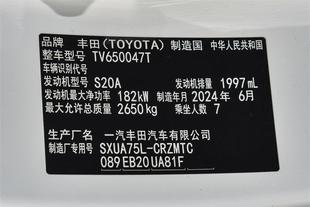 品牌 丰田(TOYOTA) 制造国 中华人民共和国
整车型号 TV650047T
车辆识别代号
发动机型号 S20A 发动机排量 1997mL
发动机最大净功率 182kW 制造年月 2024年 6月
最大允许总质量 2650kg 乘坐人数 7
生产厂名 一汽丰田汽车有限公司
制造厂专用号 SXUA75L-CRZMTC
089 EB20 UA81F